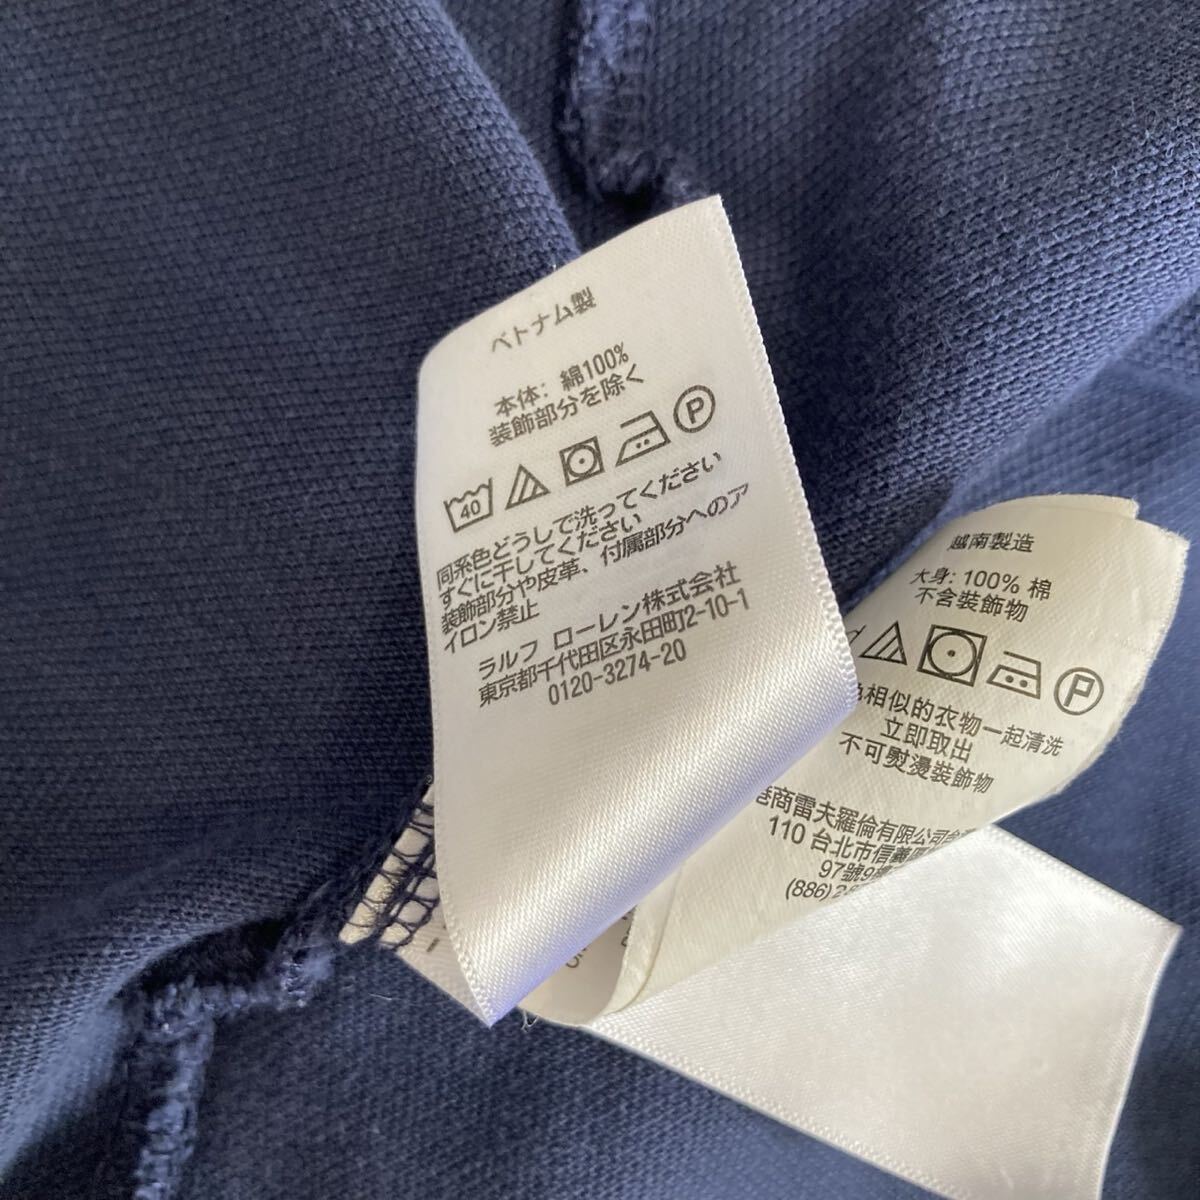 ベトナム製
本体: 綿100%
装飾部分を除く
40
P
同系色どうしで洗ってください
すぐに干してください
装飾部分や皮革、付属部分へのア
イロン禁止
ラルフ ローレン株式会社
東京都千代田区永田町2-10-1
0120-3274-20
越南製造
大身: 100% 棉
不含裝飾物
P
相似的衣物一起清洗
立即取出
不可熨燙裝飾物
港商雷夫羅倫有限公司
110 台北市信義
97號9樓
(886) 2